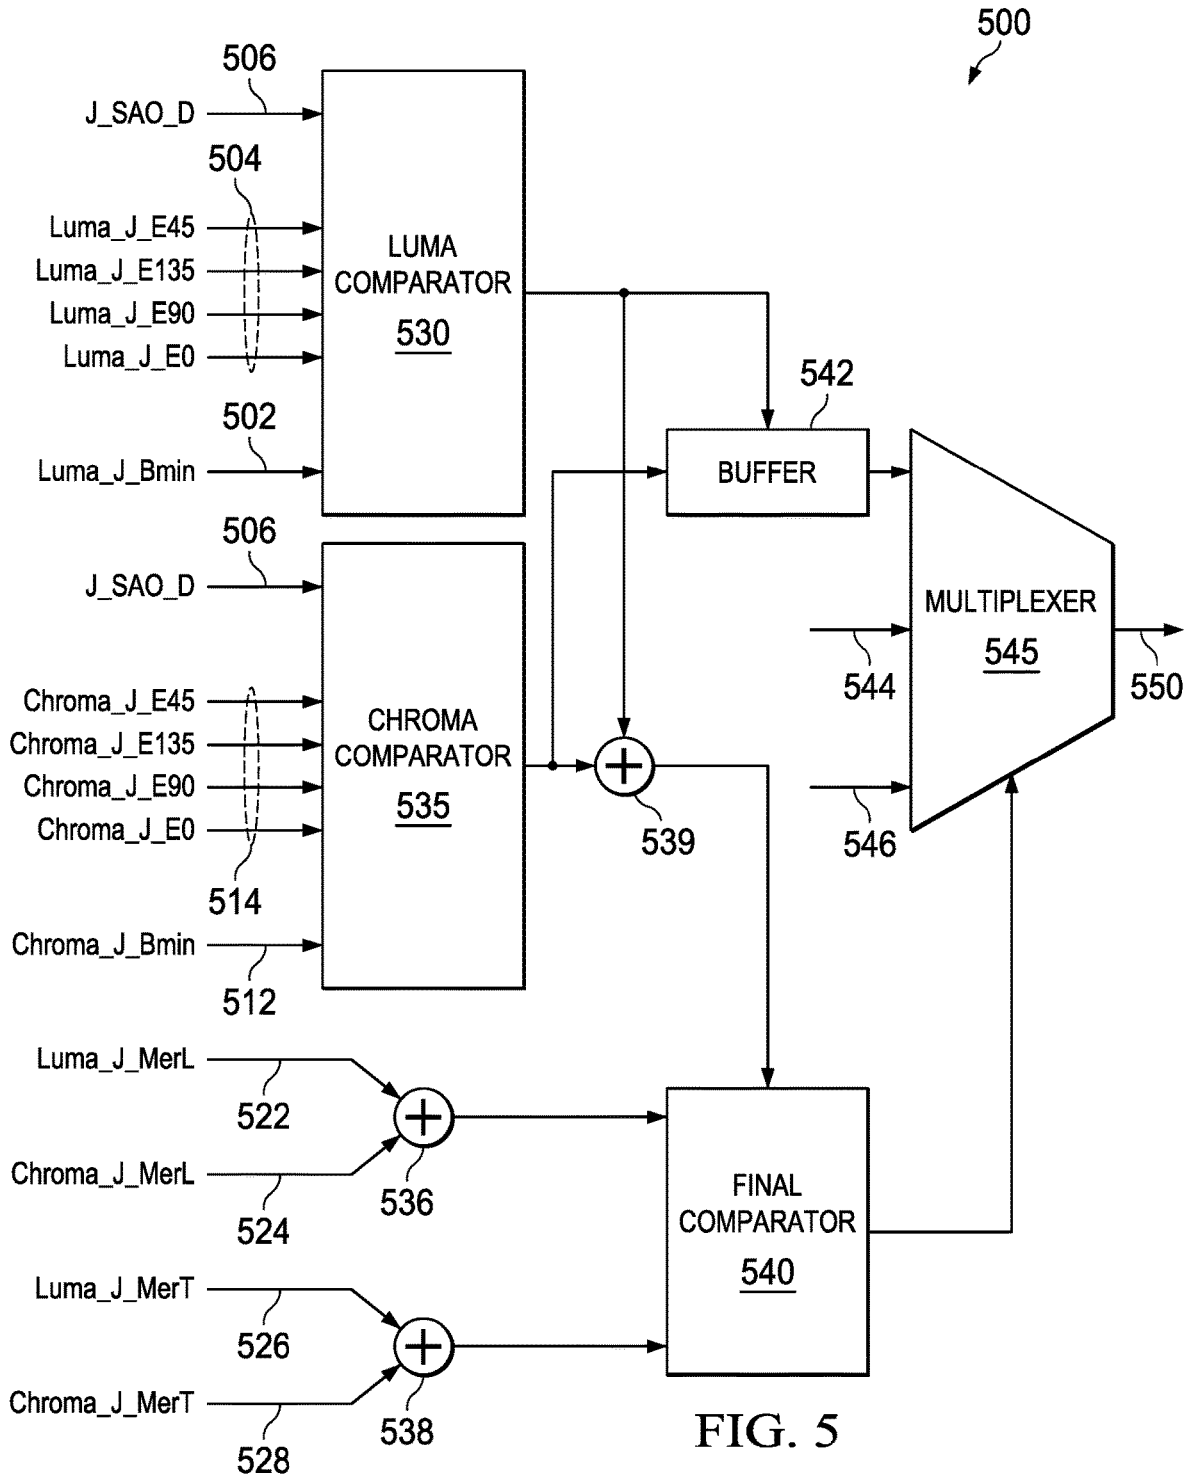 500
506
J_SAO_D
504
Luma_J_E45
Luma_J_E135
Luma_J_E90
Luma_J_E0
502
Luma_J_Bmin
LUMA
COMPARATOR
530
542
BUFFER
506
J_SAO_D
Chroma_J_E45
Chroma_J_E135
Chroma_J_E90
Chroma_J_E0
514
Chroma_J_Bmin
512
CHROMA
COMPARATOR
535
539
544
546
MULTIPLEXER
545
550
Luma_J_MerL
522
Chroma_J_MerL
524
536
Luma_J_MerT
526
Chroma_J_MerT
528
538
FINAL
COMPARATOR
540
FIG. 5